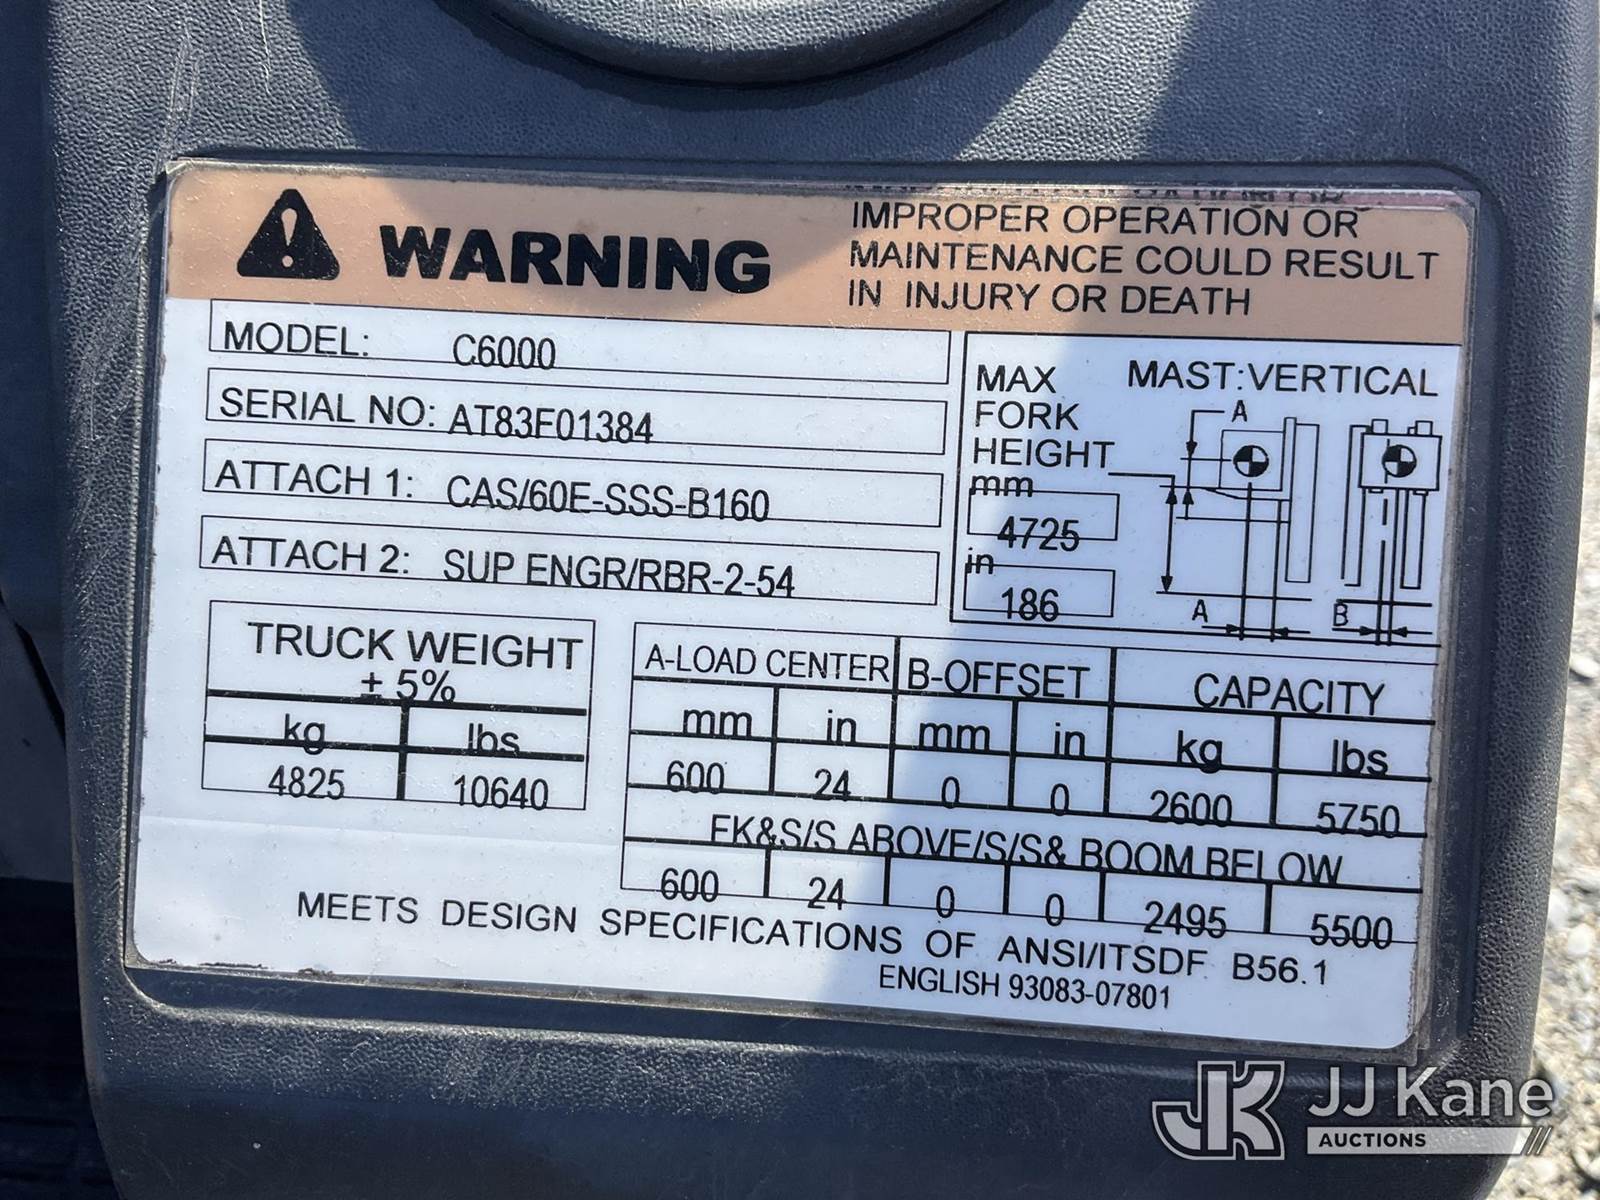 WARNING
IMPROPER OPERATION OR
MAINTENANCE COULD RESULT
IN INJURY OR DEATH
MODEL: C6000
SERIAL NO: AT83F01384
ATTACH 1: CAS/60E-SSS-B160
ATTACH 2: SUP ENGR/RBR-2-54
MAX
FORK
HEIGHT
mm
4725
in
186
MAST:VERTICAL
A
A
B
TRUCK WEIGHT
± 5%
kg lbs
4825 10640
A-LOAD CENTER B-OFFSET CAPACITY
mm in mm in kg lbs
600 24 0 0 2600 5750
FK&S/S ABOVE/S/S& BOOM BELOW
600 24 0 0 2495 5500
MEETS DESIGN SPECIFICATIONS OF ANSI/ITSDF B56.1
ENGLISH 93083-07801
JK JJ Kane
AUCTIONS